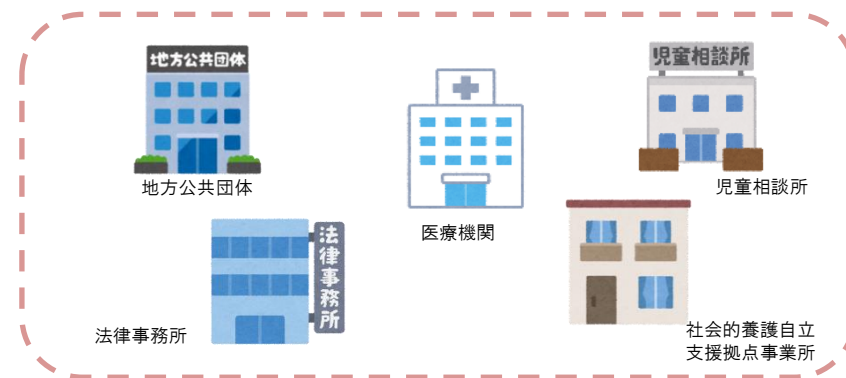 地方公共団体
地方公共団体
児童相談所
児童相談所
医療機関
法律事務所
法律事務所
社会的養護自立
支援拠点事業所